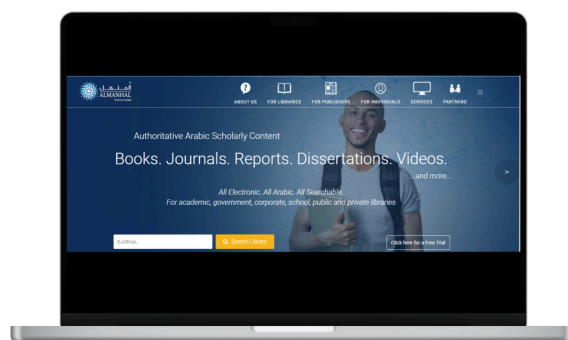 المنهل
ALMANHAL
?
ABOUT US FOR LIBRARIES FOR PUBLISHERS FOR INDIVIDUALS SERVICES PARTNERS
Authoritative Arabic Scholarly Content
Books. Journals. Reports. Dissertations. Videos.
...and more...
>
All Electronic. All Arabic. All Searchable.
For academic, government, corporate, school, public and private libraries
EJURNAL
Search Library
Click here for a Free Trial